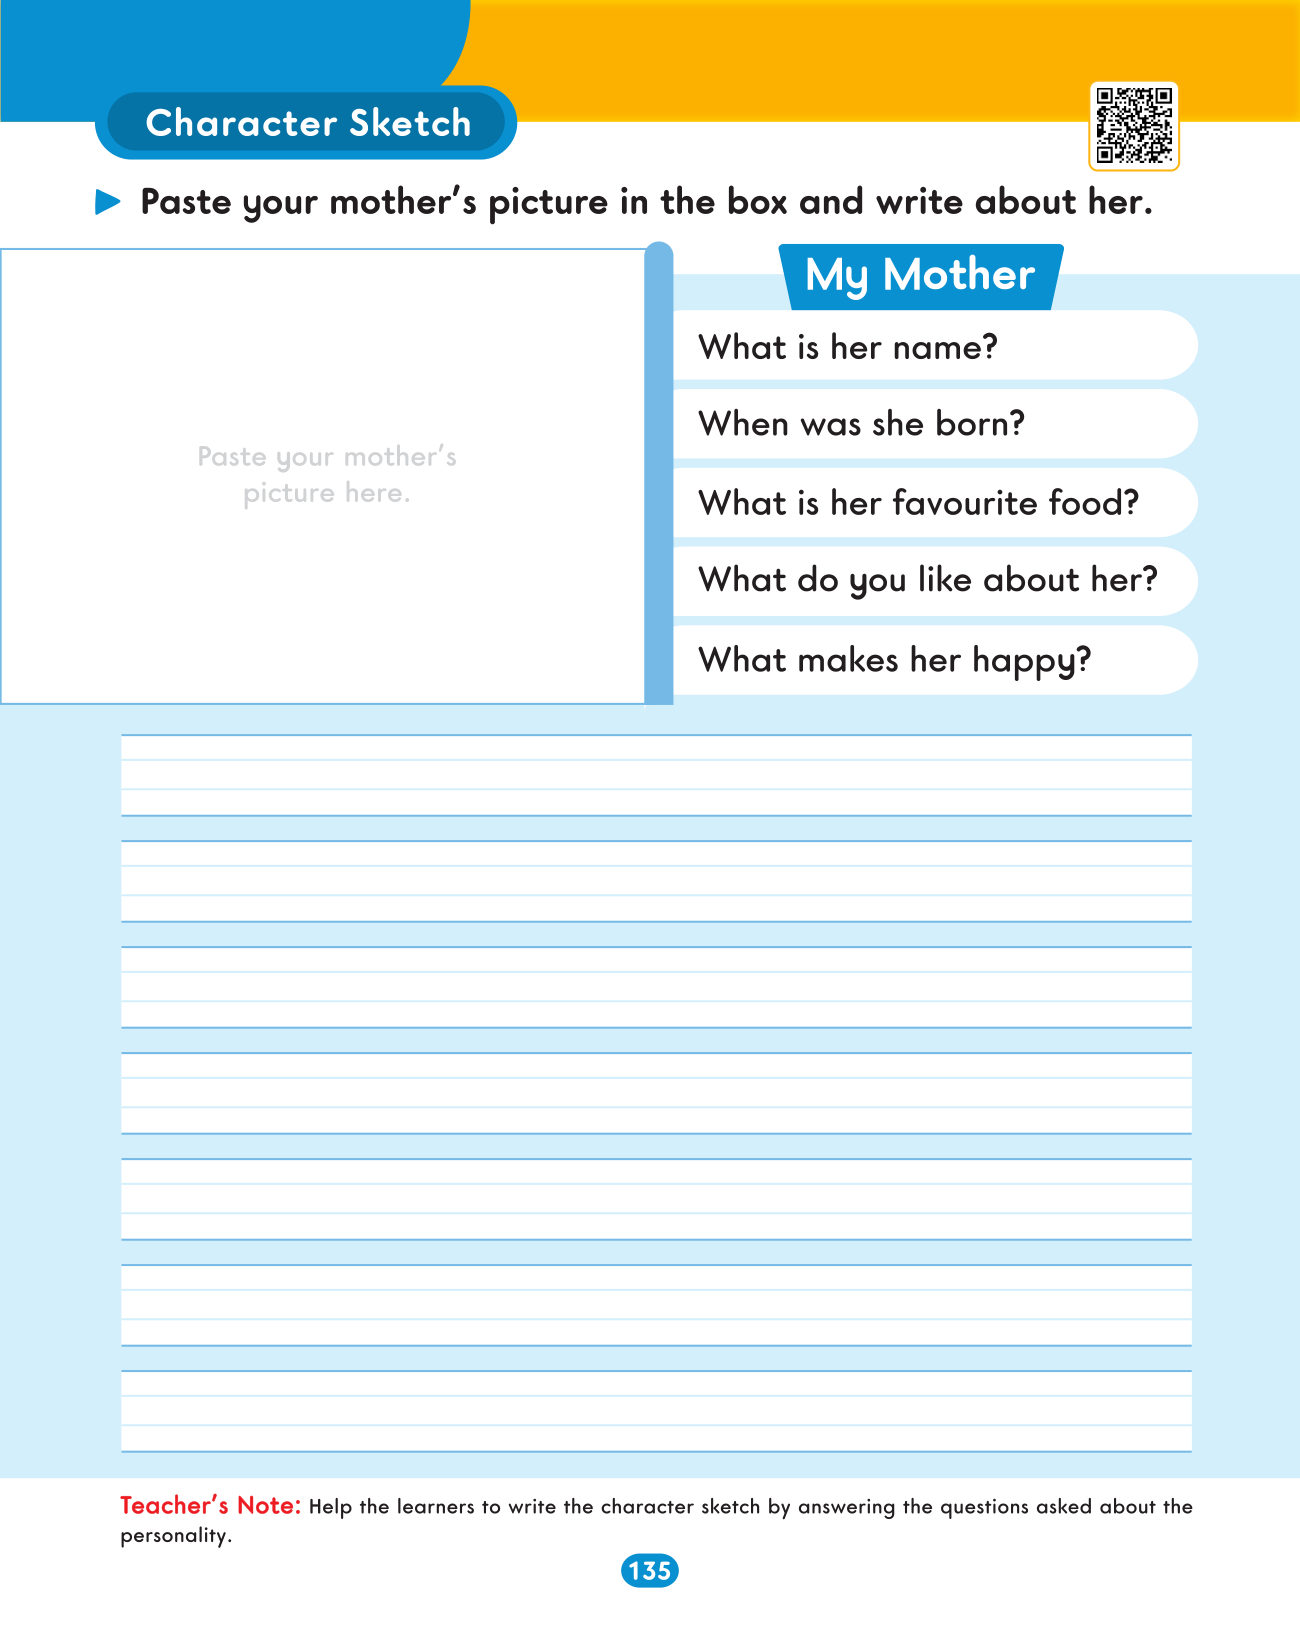 Character Sketch
Paste your mother's picture in the box and write about her.
Paste your mother's
picture here.
My Mother
What is her name?
When was she born?
What is her favourite food?
What do you like about her?
What makes her happy?
Teacher's Note: Help the learners to write the character sketch by answering the questions asked about the
personality.
135